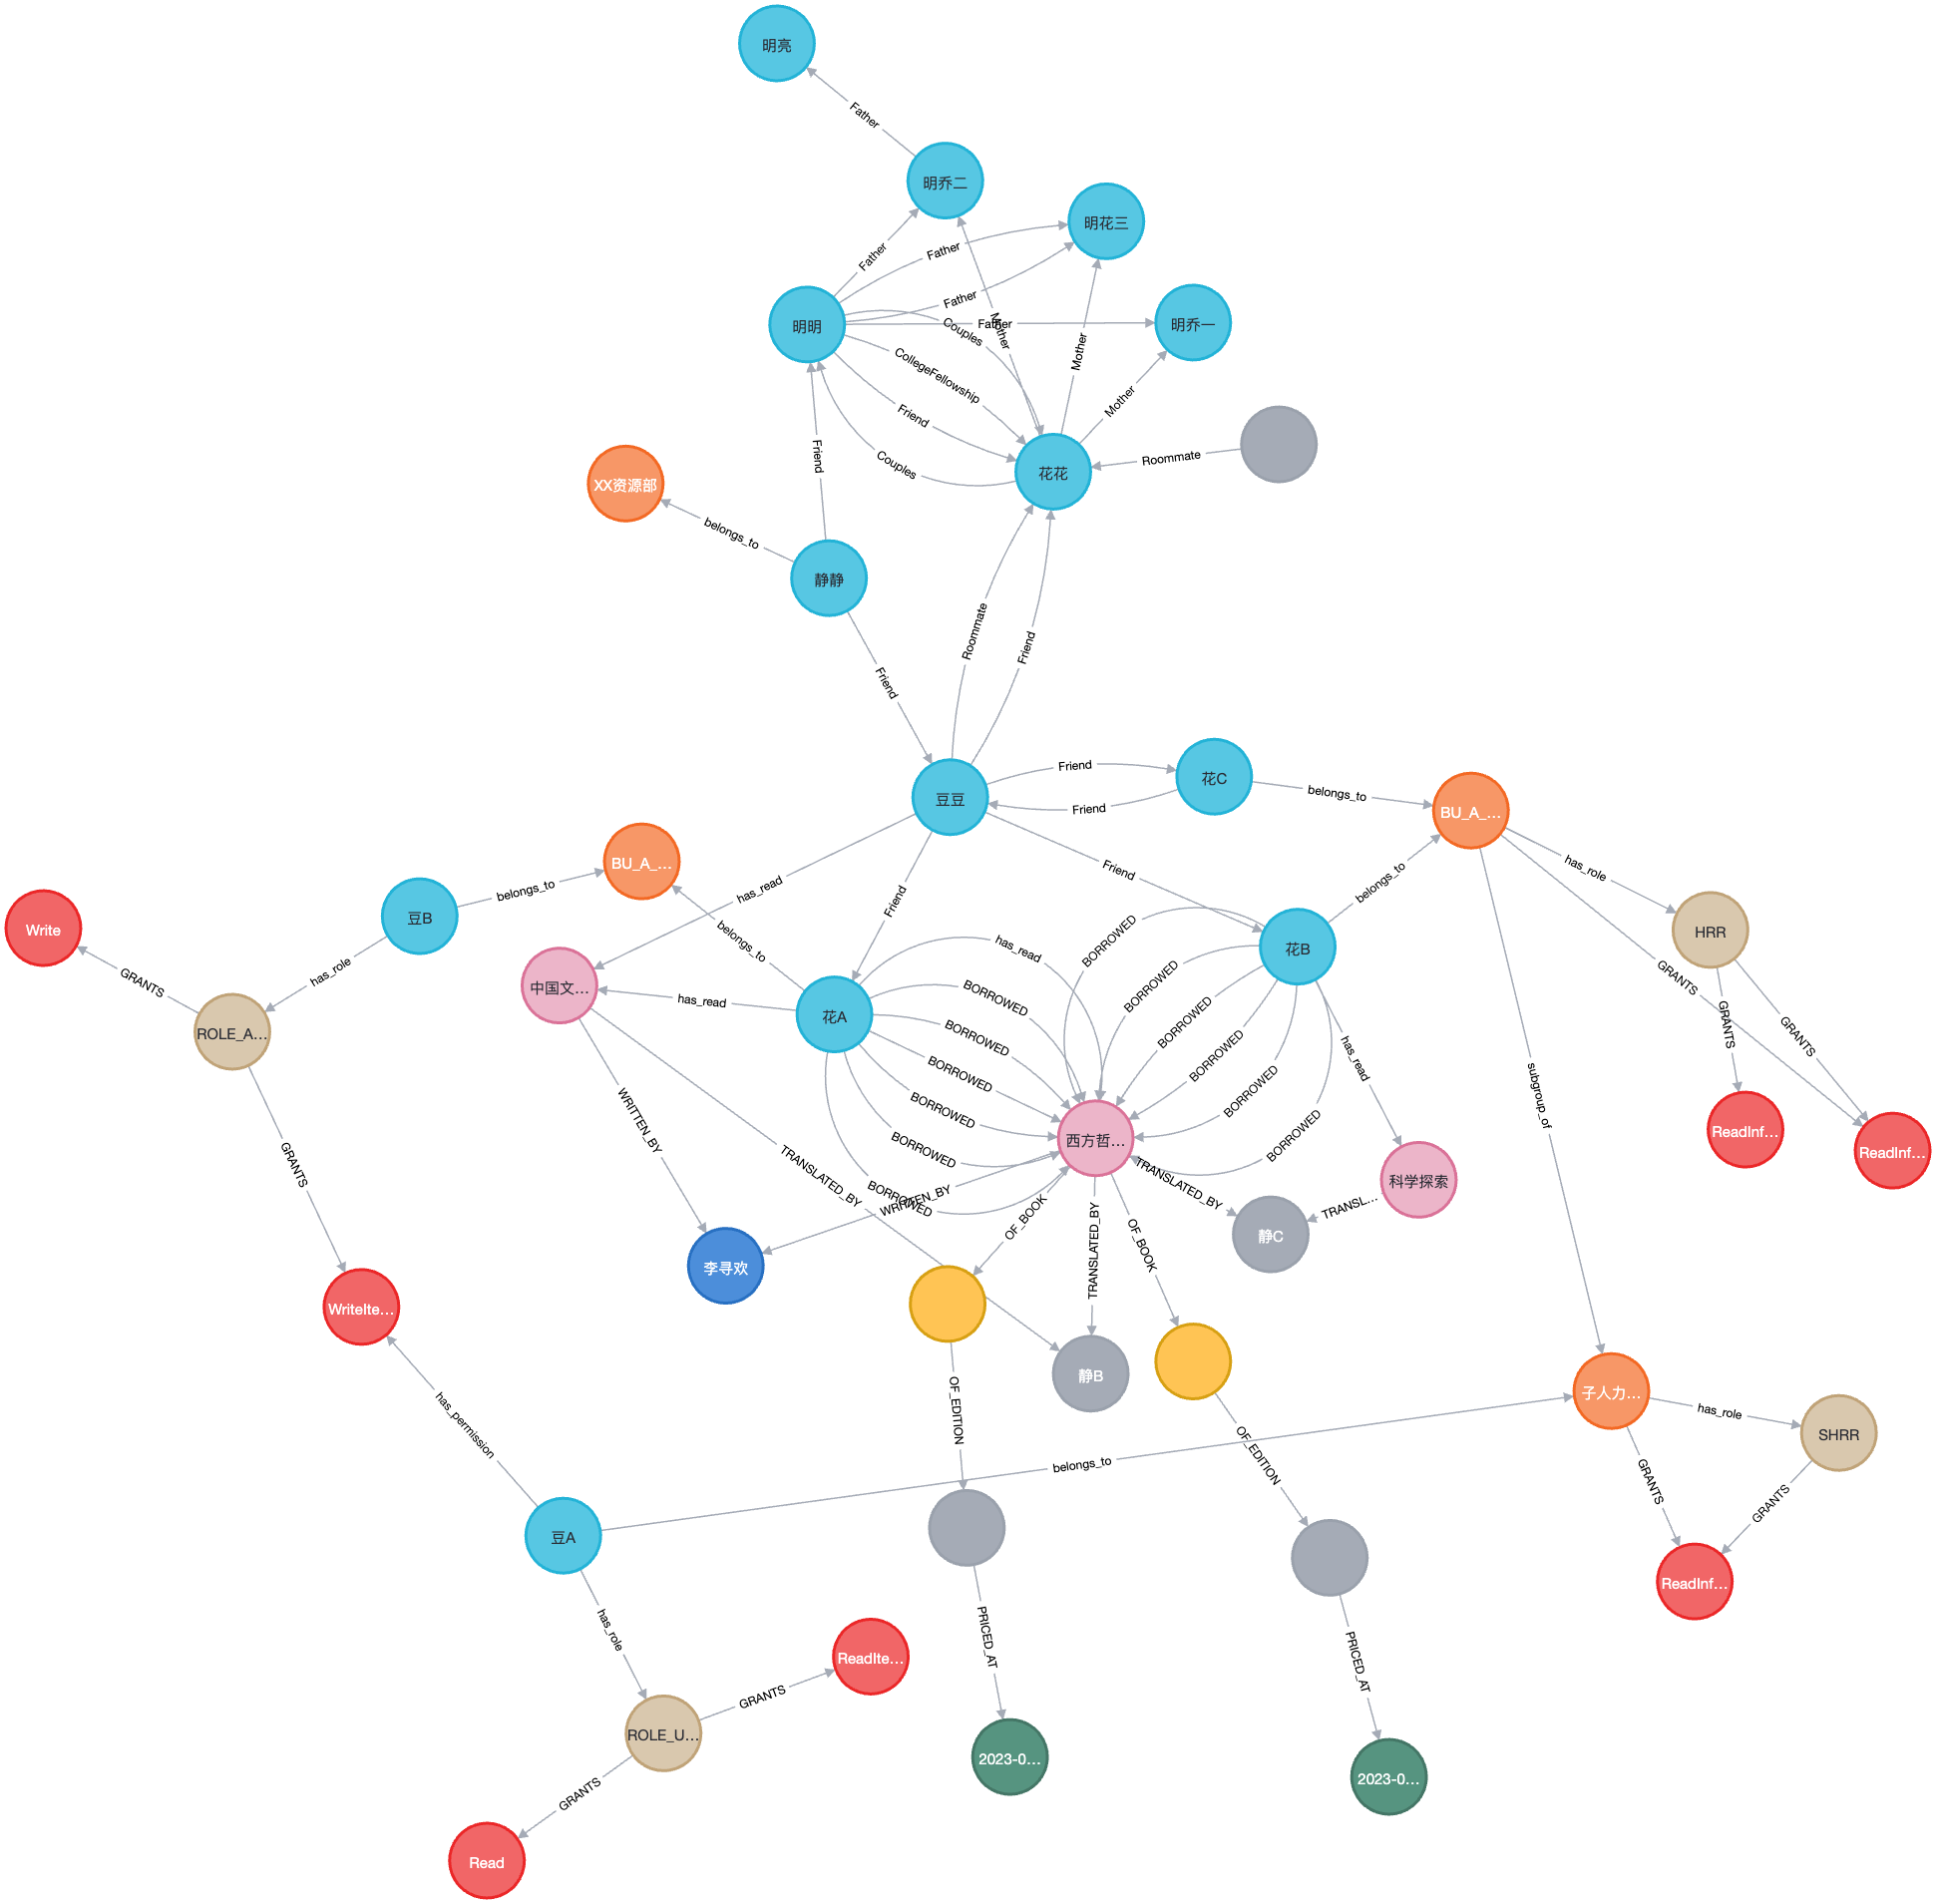 明亮
Father
明乔二
明花三
Father
Father
Father
Father
Mother
Couples
明明
明乔一
CollegeFellowship
Mother
Mother
Friend
Couples
花花
Roommate
Friend
XX资源部
belongs_to
静静
Roommate
Friend
Friend
豆豆
Friend
Friend
花C
belongs_to
BU_A_...
BU_A_...
has_read
Friend
Friend
belongs_to
has_role
豆B
belongs_to
Write
HRR
belongs_to
has_read
BORROWED
花B
GRANTS
has_role
中国文...
has_read
BORROWED
BORROWED
GRANTS
GRANTS
GRANTS
ROLE_A...
花A
BORROWED
BORROWED
BORROWED
BORROWED
has_read
BORROWED
BORROWED
BORROWED
BORROWED
BORROWED
subgroup_of
ReadInf...
ReadInf...
WRITTEN_BY
西方哲...
TRANSLATED_BY
科学探索
GRANTS
TRANSLATED_BY
BORROWED
WRITTEN_BY
OF_BOOK
TRANSLATED_BY
OF_BOOK
TRANSL...
静C
李寻欢
WriteIte...
静B
子人力...
has_permission
OF_EDITION
has_role
SHRR
belongs_to
OF_EDITION
GRANTS
GRANTS
豆A
ReadInf...
has_role
PRICED_AT
PRICED_AT
ReadIte...
GRANTS
ROLE_U...
2023-0...
2023-0...
GRANTS
Read